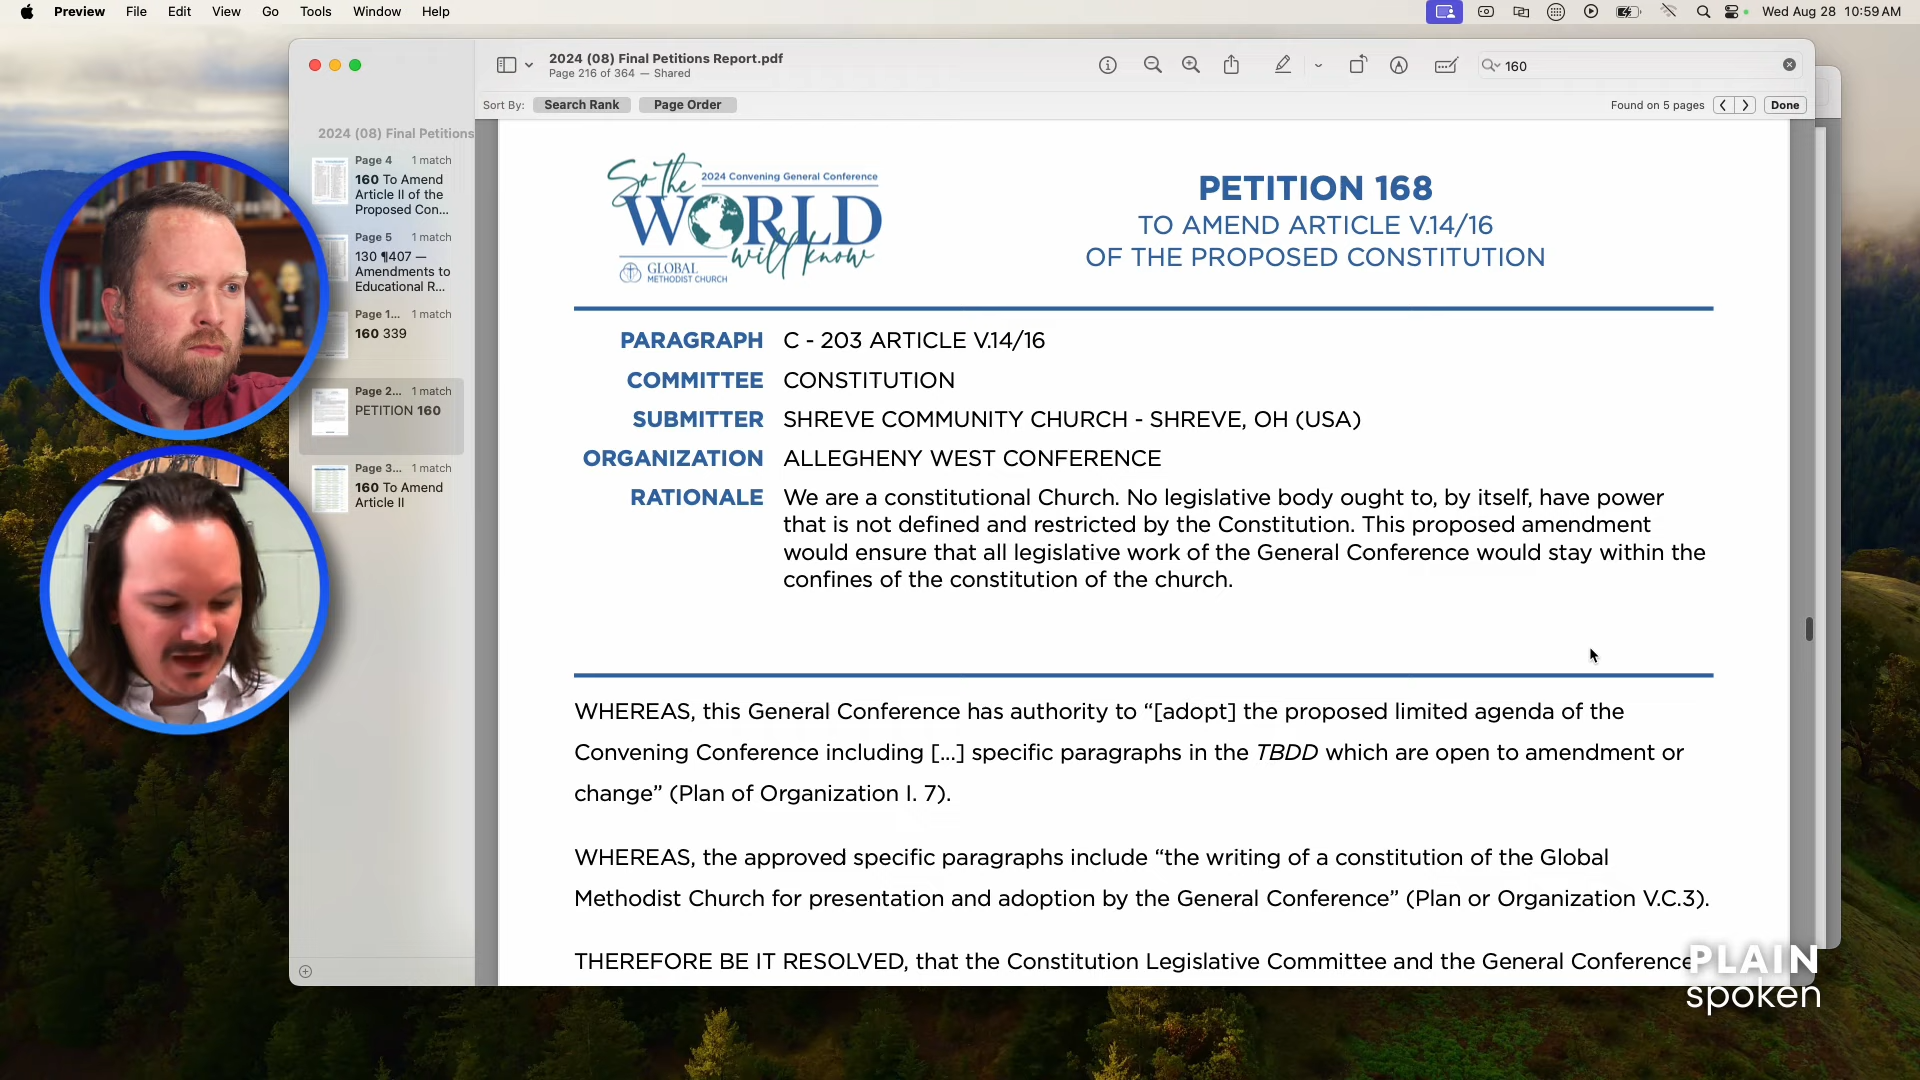 Preview File Edit View Go Tools Window Help
Wed Aug 28 10:59 AM
2024 (08) Final Petitions Report.pdf
Page 216 of 364 — Shared
160
Sort By: Search Rank Page Order
Found on 5 pages
Done
2024 (08) Final Petitions
Page 4 1 match
160 To Amend
Article II of the
Proposed Con...
Page 5 1 match
130 ¶407 —
Amendments to
Educational R...
Page 1... 1 match
160 339
Page 2... 1 match
PETITION 160
Page 3... 1 match
160 To Amend
Article II
So the
2024 Convening General Conference
WORLD
will know
GLOBAL
METHODIST CHURCH
PETITION 168
TO AMEND ARTICLE V.14/16
OF THE PROPOSED CONSTITUTION
PARAGRAPH C - 203 ARTICLE V.14/16
COMMITTEE CONSTITUTION
SUBMITTER SHREVE COMMUNITY CHURCH - SHREVE, OH (USA)
ORGANIZATION ALLEGHENY WEST CONFERENCE
RATIONALE We are a constitutional Church. No legislative body ought to, by itself, have power
that is not defined and restricted by the Constitution. This proposed amendment
would ensure that all legislative work of the General Conference would stay within the
confines of the constitution of the church.
WHEREAS, this General Conference has authority to “[adopt] the proposed limited agenda of the
Convening Conference including [...] specific paragraphs in the TBDD which are open to amendment or
change” (Plan of Organization I. 7).
WHEREAS, the approved specific paragraphs include “the writing of a constitution of the Global
Methodist Church for presentation and adoption by the General Conference” (Plan or Organization V.C.3).
THEREFORE BE IT RESOLVED, that the Constitution Legislative Committee and the General Conference
PLAIN
spoken